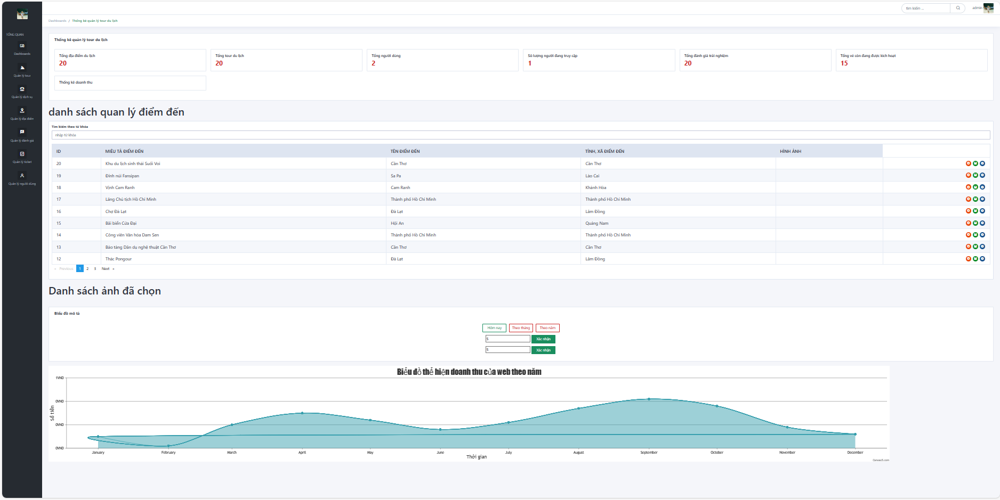 tìm kiếm ...
admin
Dashboards / Thống kê quản lý tour du lịch
TỔNG QUAN
Dashboards
Quản lý tour
Quản lý dịch vụ
Quản lý địa điểm
Quản lý đánh giá
Quản lý ticket
Quản lý người dùng
Thống kê quản lý tour du lịch
Tổng địa điểm du lịch
20
Tổng tour du lịch
20
Tổng người dùng
2
Số lượng người đang truy cập
1
Tổng đánh giá trải nghiệm
20
Tổng vé còn đang được kích hoạt
15
Thống kê doanh thu
danh sách quan lý điểm đến
Tìm kiếm theo từ khóa
nhập từ khóa
ID MIÊU TẢ ĐIỂM ĐẾN TÊN ĐIỂM ĐẾN TỈNH, XÃ ĐIỂM ĐẾN HÌNH ẢNH
20 Khu du lịch sinh thái Suối Voi Cần Thơ Cần Thơ
19 Đỉnh núi Fansipan Sa Pa Lào Cai
18 Vịnh Cam Ranh Cam Ranh Khánh Hòa
17 Lăng Chủ tịch Hồ Chí Minh Thành phố Hồ Chí Minh Thành phố Hồ Chí Minh
16 Chợ Đà Lạt Đà Lạt Lâm Đồng
15 Bãi biển Cửa Đại Hội An Quảng Nam
14 Công viên Văn hóa Dam Sen Thành phố Hồ Chí Minh Thành phố Hồ Chí Minh
13 Bảo tàng Dân dụ nghệ thuật Cần Thơ Cần Thơ Cần Thơ
12 Thác Pongour Đà Lạt Lâm Đồng
« Previous 1 2 3 Next »
Danh sách ảnh đã chọn
Biểu đồ mô tả
Hôm nay Theo tháng Theo năm
5 Xác nhận
5 Xác nhận
Biểu đồ thể hiện doanh thu của web theo năm
1VND
0VND
0VND
0VND
Số tiền
January February March April May June July August September October November December
Thời gian
CanvasJS.com